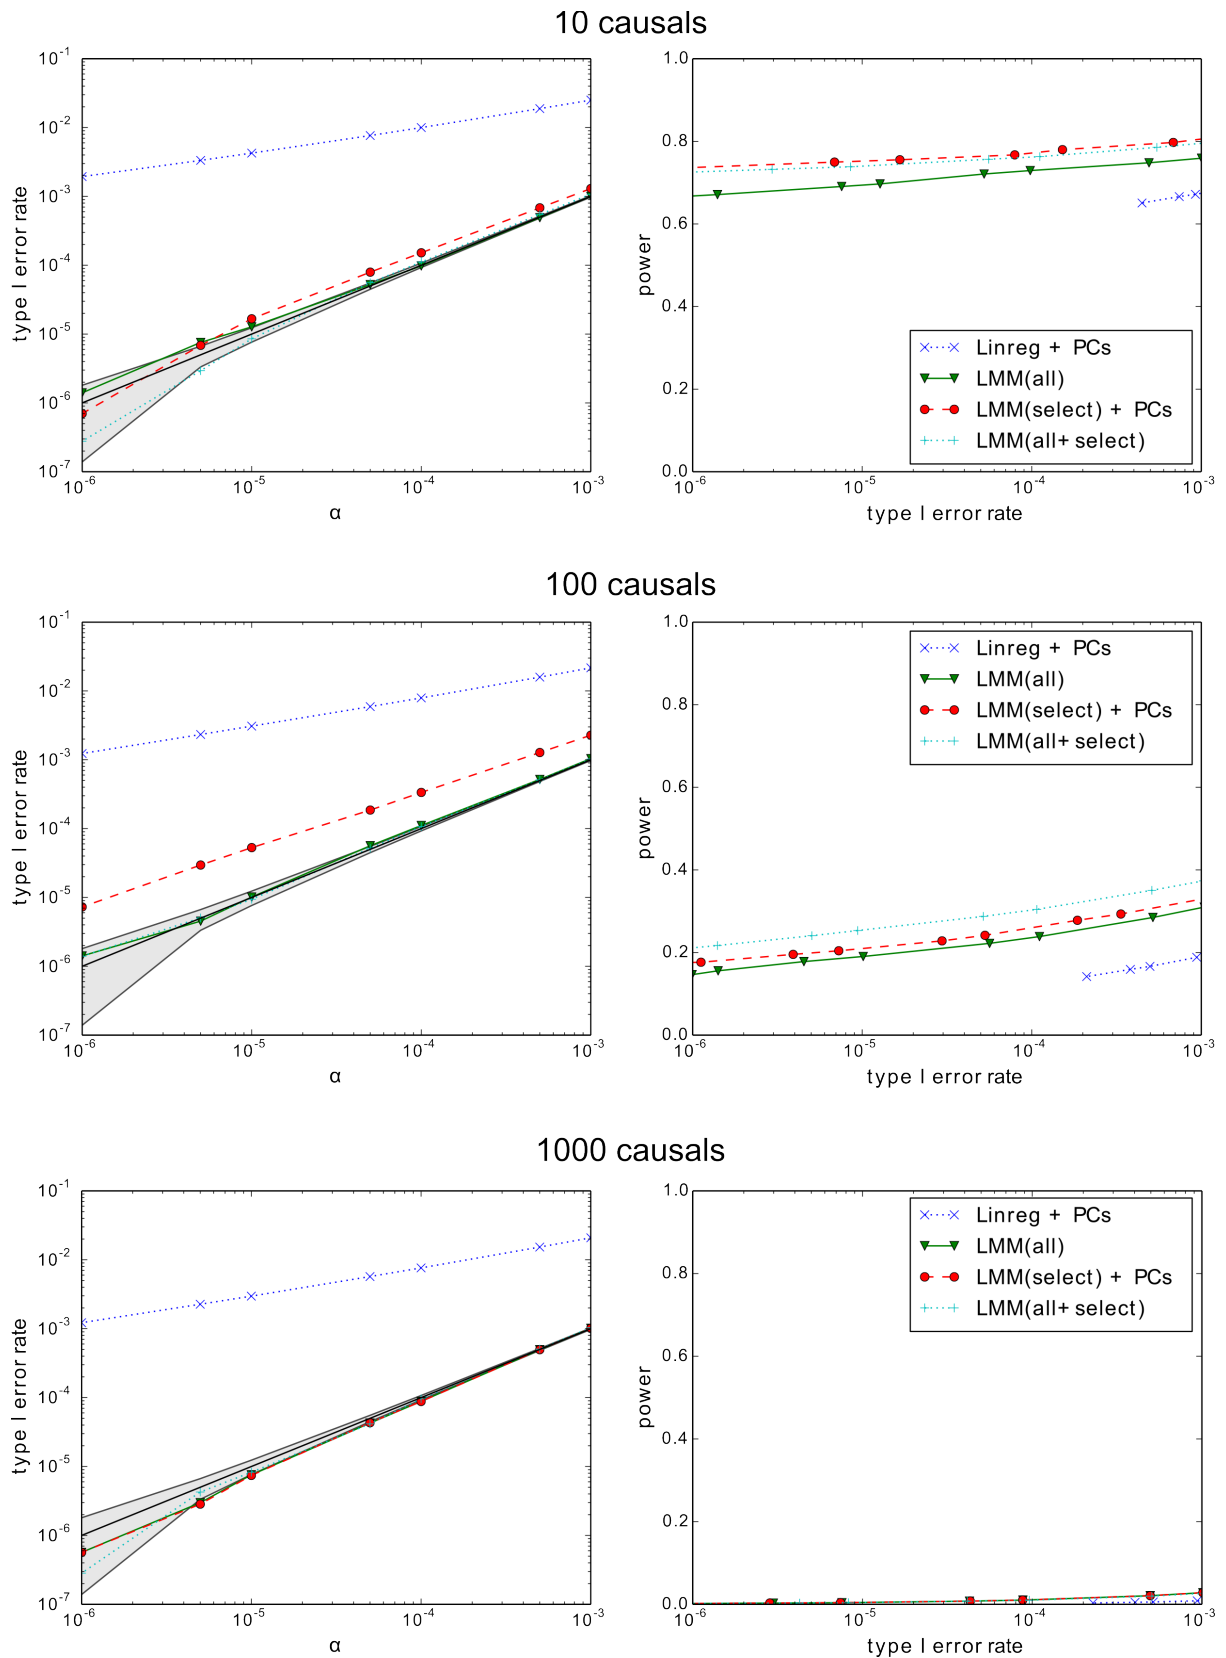 10 causals
10^-1
10^-2
10^-3
10^-4
10^-5
10^-6
10^-7
type I error rate
10^-6 10^-5 10^-4 10^-3
α
1.0
0.8
0.6
0.4
0.2
0.0
power
Linreg + PCs
LMM(all)
LMM(select) + PCs
LMM(all+select)
10^-6 10^-5 10^-4 10^-3
type I error rate
100 causals
10^-1
10^-2
10^-3
10^-4
10^-5
10^-6
10^-7
type I error rate
10^-6 10^-5 10^-4 10^-3
α
1.0
0.8
0.6
0.4
0.2
0.0
power
Linreg + PCs
LMM(all)
LMM(select) + PCs
LMM(all+select)
10^-6 10^-5 10^-4 10^-3
type I error rate
1000 causals
10^-1
10^-2
10^-3
10^-4
10^-5
10^-6
10^-7
type I error rate
10^-6 10^-5 10^-4 10^-3
α
1.0
0.8
0.6
0.4
0.2
0.0
power
Linreg + PCs
LMM(all)
LMM(select) + PCs
LMM(all+select)
10^-6 10^-5 10^-4 10^-3
type I error rate